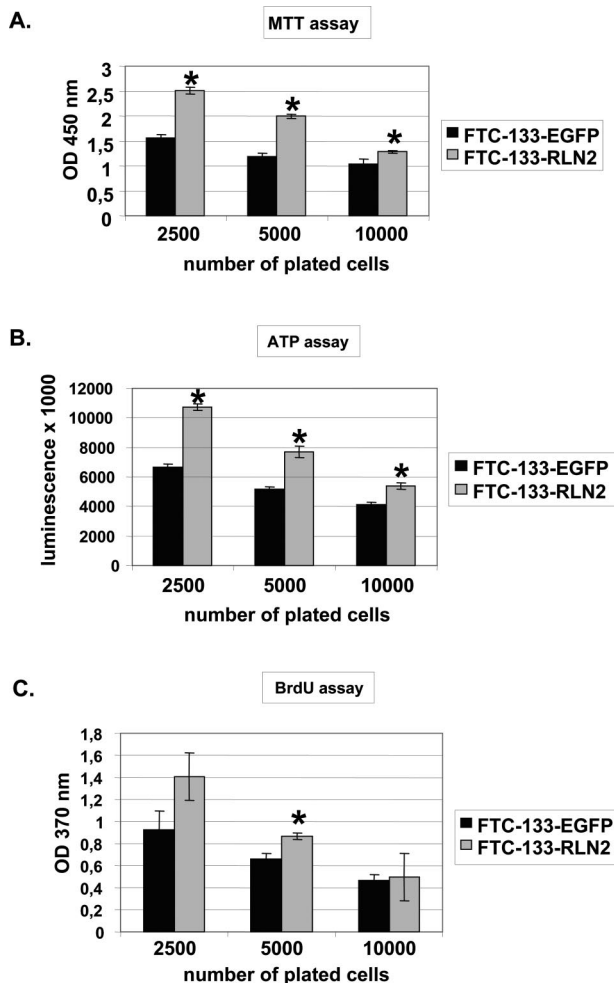 A.
MTT assay
OD 450 nm
3
2,5
2
1,5
1
0,5
0
*
*
*
2500 5000 10000
number of plated cells
FTC-133-EGFP
FTC-133-RLN2
B.
ATP assay
luminescence x 1000
12000
10000
8000
6000
4000
2000
0
*
*
*
2500 5000 10000
number of plated cells
FTC-133-EGFP
FTC-133-RLN2
C.
BrdU assay
OD 370 nm
1,8
1,6
1,4
1,2
1
0,8
0,6
0,4
0,2
0
*
2500 5000 10000
number of plated cells
FTC-133-EGFP
FTC-133-RLN2